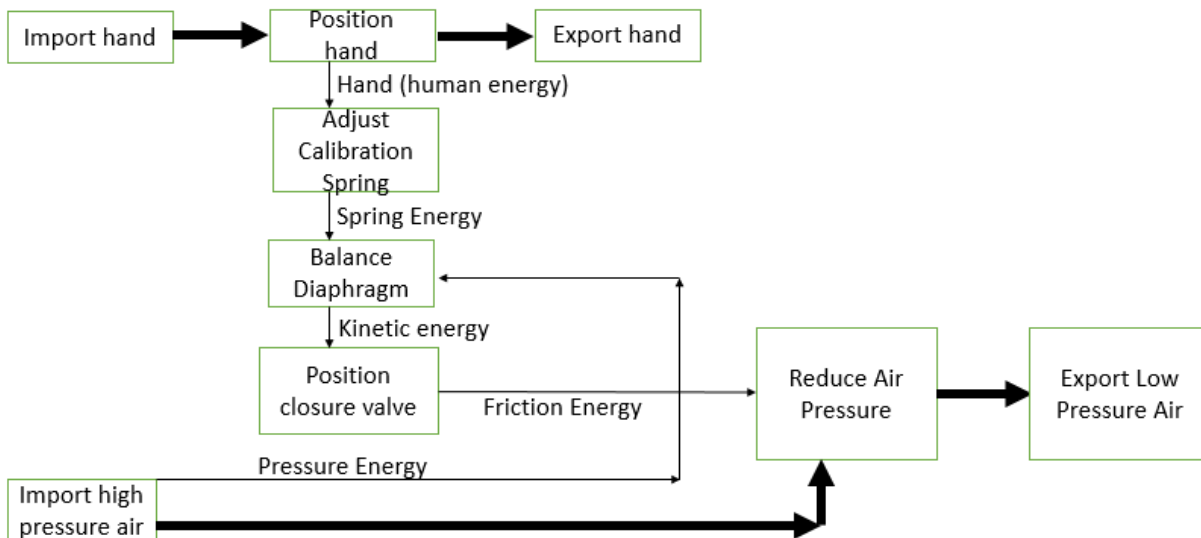 Import hand
Position
hand
Export hand
Hand (human energy)
Adjust
Calibration
Spring
Spring Energy
Balance
Diaphragm
Kinetic energy
Position
closure valve
Friction Energy
Reduce Air
Pressure
Export Low
Pressure Air
Pressure Energy
Import high
pressure air